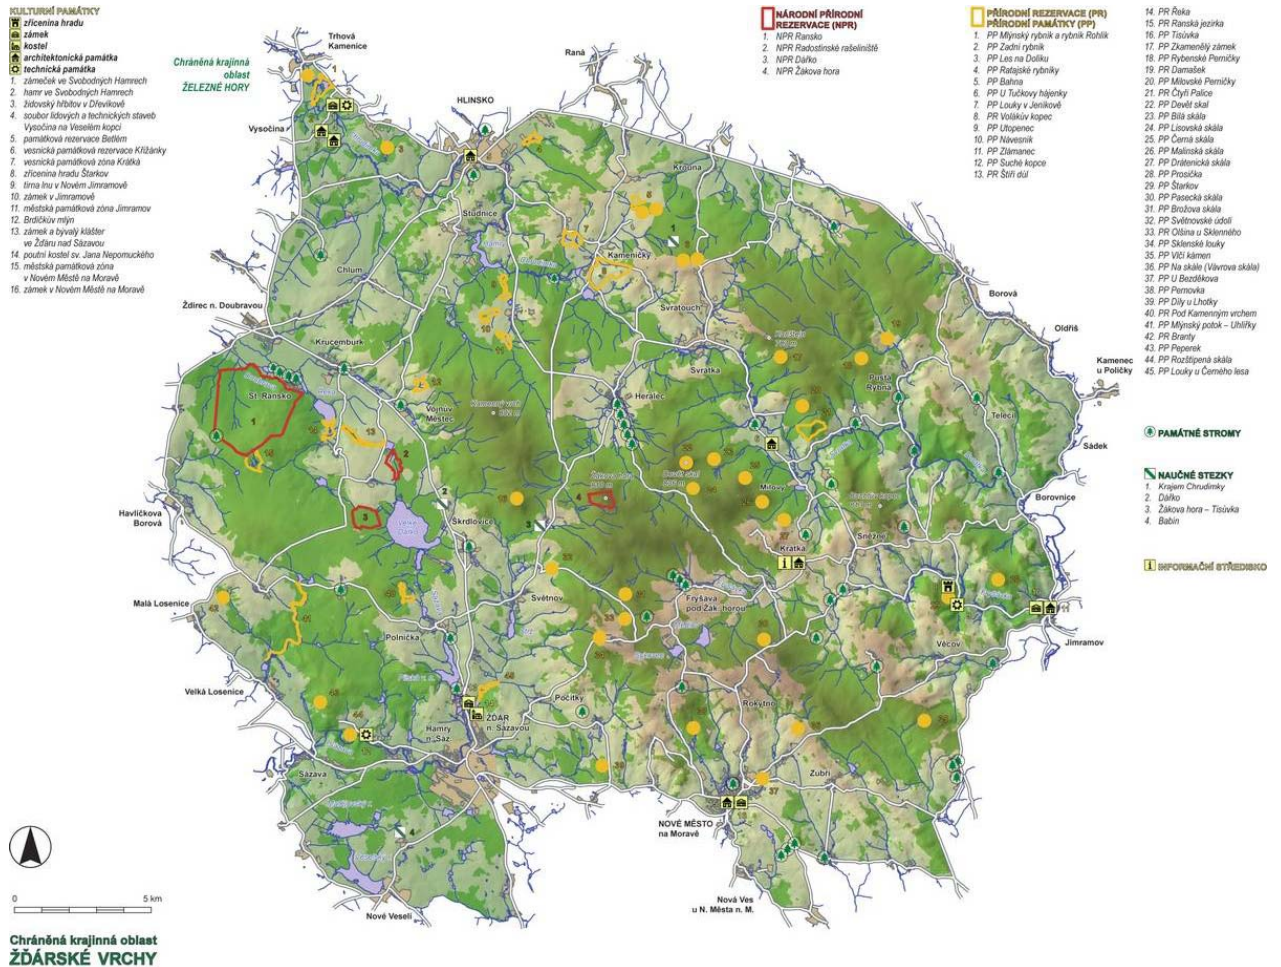 KULTURNÍ PAMÁTKY
zřícenina hradu
zámek
kostel
architektonická památka
technická památka
1. zámeček ve Svobodných Hamrech
2. hamr ve Svobodných Hamrech
3. židovský hřbitov v Dřevíkově
4. soubor lidových a technických staveb
Vysočina na Veselém kopci
5. památková rezervace Betlém
6. vesnická památková rezervace Křižánky
7. vesnická památková zóna Krátká
8. zřícenina hradu Štarkov
9. tírna lnu v Novém Jimramově
10. zámek v Jimramově
11. městská památková zóna Jimramov
12. Brdičkův mlýn
13. zámek a bývalý klášter
ve Žďáru nad Sázavou
14. poutní kostel sv. Jana Nepomuckého
15. městská památková zóna
v Novém Městě na Moravě
16. zámek v Novém Městě na Moravě
Chráněná krajinná
oblast
ŽELEZNÉ HORY
NÁRODNÍ PŘÍRODNÍ
REZERVACE (NPR)
1. NPR Ransko
2. NPR Radostínské rašeliniště
3. NPR Dářko
4. NPR Žákova hora
PŘÍRODNÍ REZERVACE (PR)
PŘÍRODNÍ PAMÁTKY (PP)
1. PP Mlýnský rybník a rybník Rohlík
2. PP Zadní rybník
3. PP Les na Dolíku
4. PP Ratajské rybníky
5. PP Bahna
6. PP U Tučkovy hájenky
7. PP Louky v Jeníkově
8. PR Volákův kopec
9. PP Utopenec
10. PP Návesník
11. PP Zlámanec
12. PP Suché kopce
13. PR Štíří důl
14. PR Řeka
15. PR Ranská jezírka
16. PP Tisůvka
17. PP Zkamenělý zámek
18. PP Rybenské Perničky
19. PR Damašek
20. PP Milovské Perničky
21. PR Čtyři Palice
22. PP Devět skal
23. PP Bílá skála
24. PP Lisovská skála
25. PP Černá skála
26. PP Malinská skála
27. PP Drátenická skála
28. PP Prosička
29. PP Štarkov
30. PP Pasecká skála
31. PP Brožova skála
32. PP Světnovské údolí
33. PR Olšina u Skleného
34. PP Sklenské louky
35. PP Vlčí kámen
36. PP Na skále (Vávrova skála)
37. PP U Bezděkova
38. PP Pernovka
39. PP Díly u Lhotky
40. PR Pod Kamenným vrchem
41. PP Mlýnský potok – Uhlířky
42. PR Branty
43. PP Peperek
44. PP Rozštípená skála
45. PP Louky u Černého lesa
PAMÁTNÉ STROMY
NAUČNÉ STEZKY
1. Krajem Chrudimky
2. Dářko
3. Žákova hora – Tisůvka
4. Babín
INFORMAČNÍ STŘEDISKO
Trhová
Kamenice
Vysočina
HLINSKO
Raná
Krouna
Studnice
Kameničky
Chlum
Svratouch
Borová
Oldřiš
Kamenec
u Poličky
Ždírec n. Doubravou
Krucemburk
Svratka
Pustá
Rybná
Telecí
Sádek
St. Ransko
Vojnův
Městec
Kamenný vrch
802 m
Herálec
Milovy
Devět skal
836 m
Žákova hora
810 m
Borovnice
Havlíčkova
Borová
Velké
Dářko
Škrdlovice
Krátká
Sněžné
Malá Losenice
Světnov
Fryšava
pod Žák. horou
Jimramov
Polnička
Věcov
Velká Losenice
Počítky
Rokytno
Hamry
n. Sáz.
ŽĎÁR
n. Sázavou
Sázava
Zubří
NOVÉ MĚSTO
na Moravě
Nové Veselí
Nová Ves
u N. Města n. M.
0 5 km
Chráněná krajinná oblast
ŽĎÁRSKÉ VRCHY